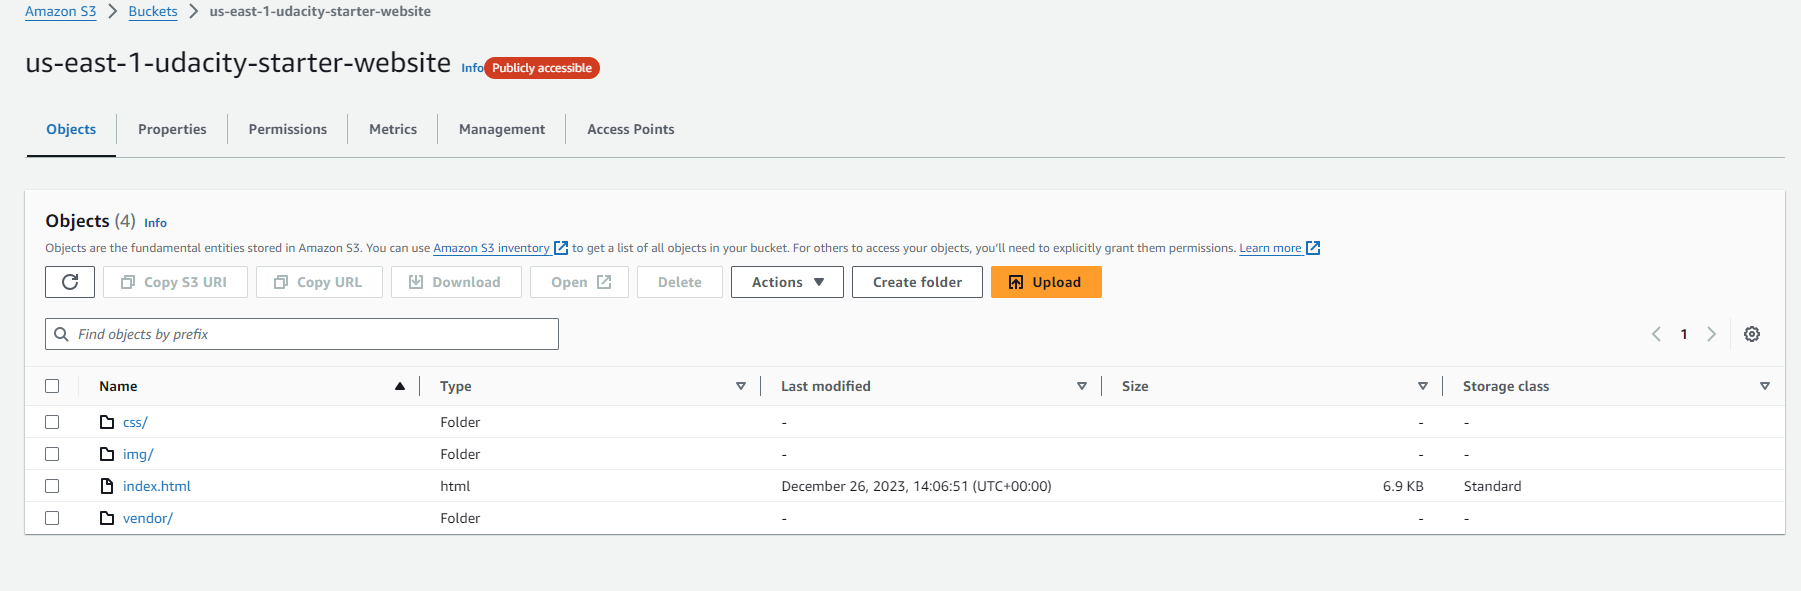 Amazon S3 > Buckets > us-east-1-udacity-starter-website
us-east-1-udacity-starter-website Info Publicly accessible
Objects Properties Permissions Metrics Management Access Points
Objects (4) Info
Objects are the fundamental entities stored in Amazon S3. You can use Amazon S3 inventory to get a list of all objects in your bucket. For others to access your objects, you'll need to explicitly grant them permissions. Learn more
Copy S3 URI Copy URL Download Open Delete Actions Create folder Upload
Find objects by prefix 1
Name Type Last modified Size Storage class
css/ Folder - - -
img/ Folder - - -
index.html html December 26, 2023, 14:06:51 (UTC+00:00) 6.9 KB Standard
vendor/ Folder - - -